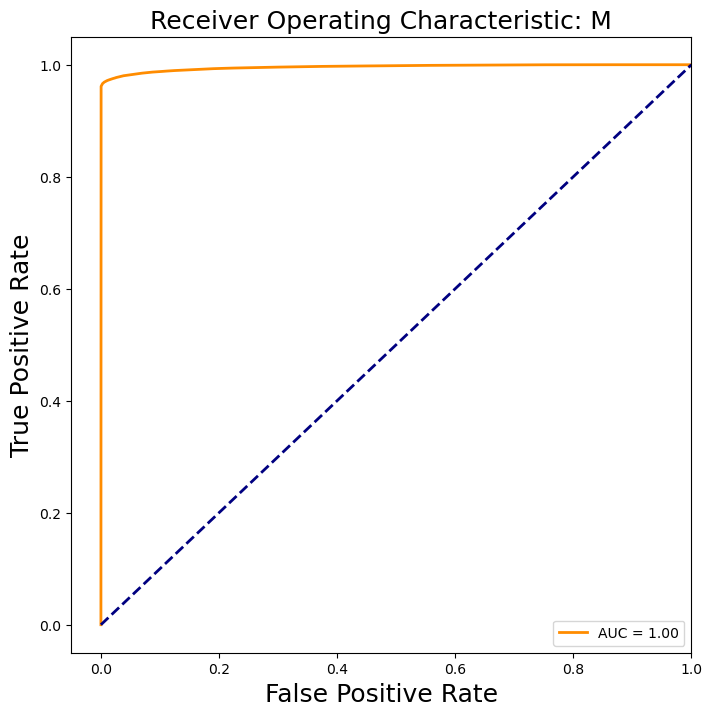 Receiver Operating Characteristic: M
1.0
0.8
0.6
0.4
0.2
0.0
True Positive Rate
AUC = 1.00
0.0 0.2 0.4 0.6 0.8 1.0
False Positive Rate